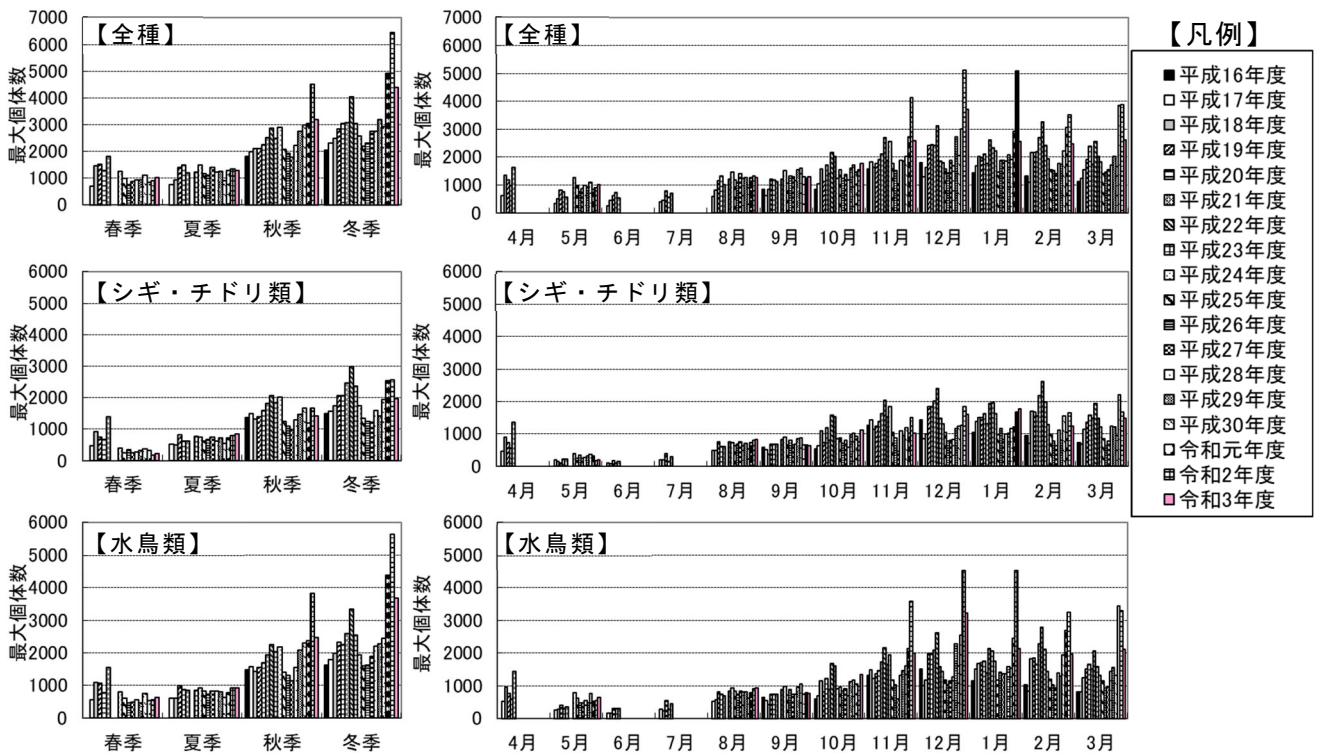 【全種】
最大個体数
7000
6000
5000
4000
3000
2000
1000
0
春季 夏季 秋季 冬季
【全種】
最大個体数
7000
6000
5000
4000
3000
2000
1000
0
4月 5月 6月 7月 8月 9月 10月 11月 12月 1月 2月 3月
【シギ・チドリ類】
最大個体数
6000
5000
4000
3000
2000
1000
0
春季 夏季 秋季 冬季
【シギ・チドリ類】
最大個体数
6000
5000
4000
3000
2000
1000
0
4月 5月 6月 7月 8月 9月 10月 11月 12月 1月 2月 3月
【水鳥類】
最大個体数
6000
5000
4000
3000
2000
1000
0
春季 夏季 秋季 冬季
【水鳥類】
最大個体数
6000
5000
4000
3000
2000
1000
0
4月 5月 6月 7月 8月 9月 10月 11月 12月 1月 2月 3月
【凡例】
平成16年度
平成17年度
平成18年度
平成19年度
平成20年度
平成21年度
平成22年度
平成23年度
平成24年度
平成25年度
平成26年度
平成27年度
平成28年度
平成29年度
平成30年度
令和元年度
令和2年度
令和3年度